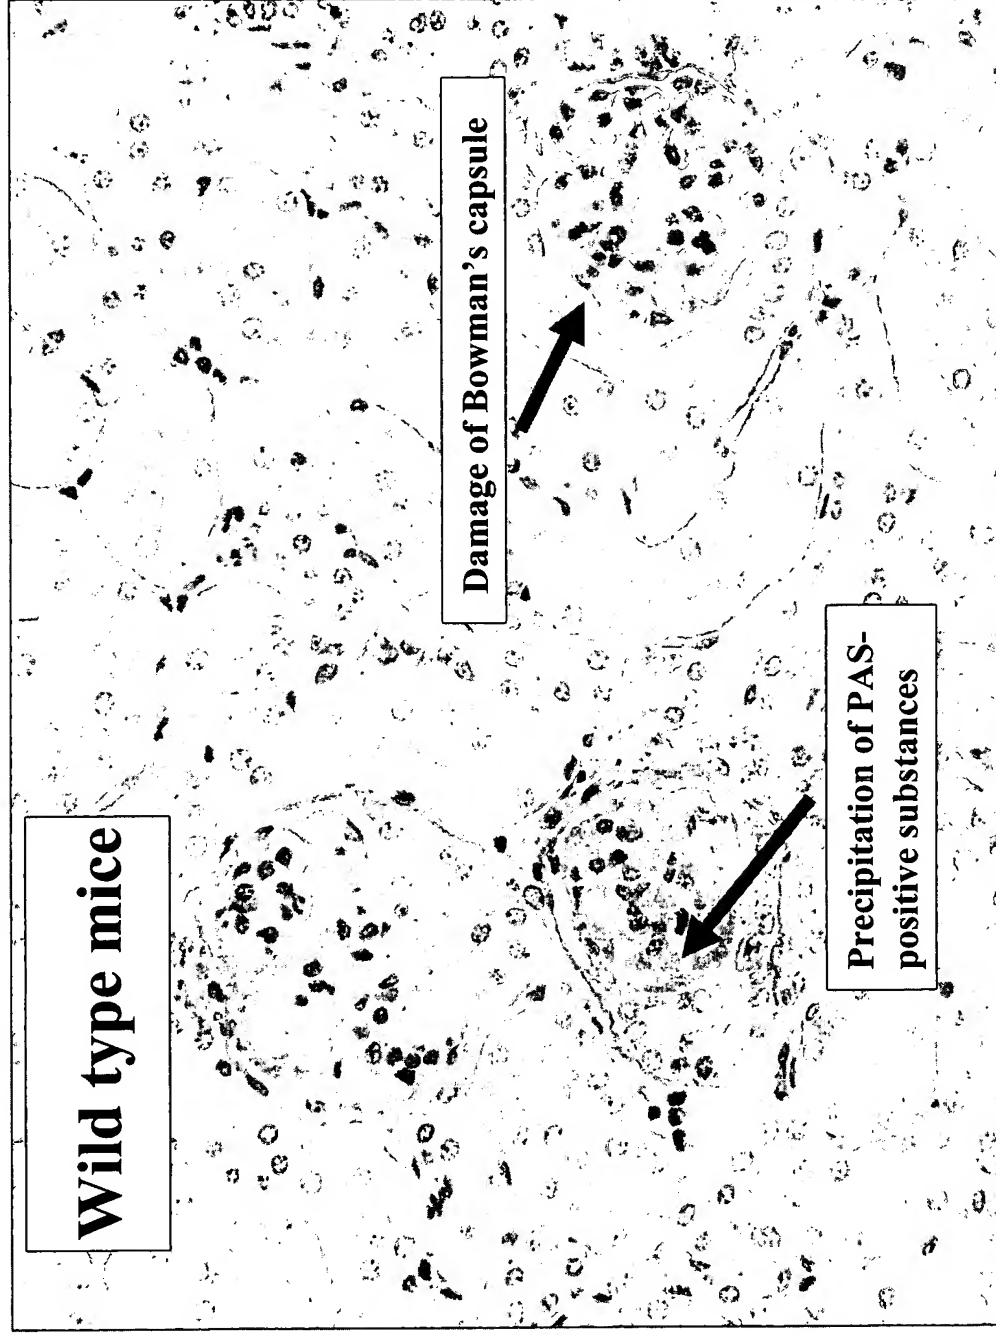 Wild type mice
Damage of Bowman's capsule
Precipitation of PAS-
positive substances